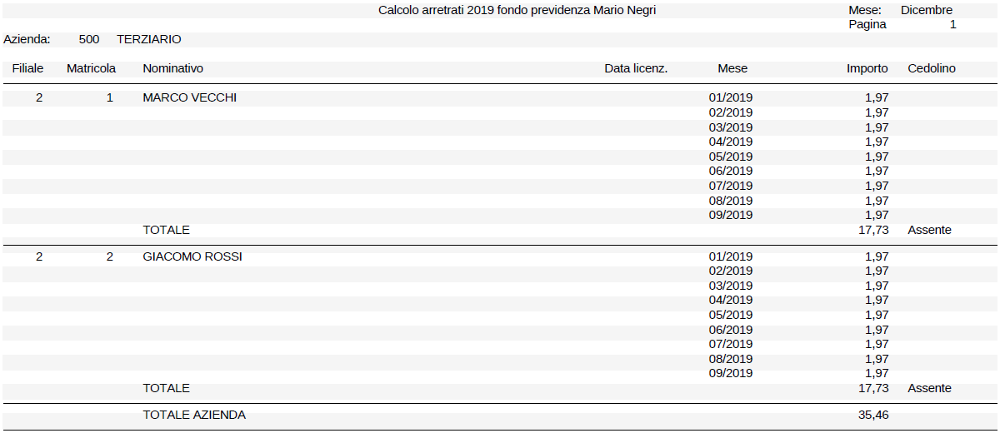 Calcolo arretrati 2019 fondo previdenza Mario Negri Mese: Dicembre
Pagina 1
Azienda: 500 TERZIARIO
Filiale Matricola Nominativo Data licenz. Mese Importo Cedolino
2 1 MARCO VECCHI 01/2019 1,97
02/2019 1,97
03/2019 1,97
04/2019 1,97
05/2019 1,97
06/2019 1,97
07/2019 1,97
08/2019 1,97
09/2019 1,97
TOTALE 17,73 Assente
2 2 GIACOMO ROSSI 01/2019 1,97
02/2019 1,97
03/2019 1,97
04/2019 1,97
05/2019 1,97
06/2019 1,97
07/2019 1,97
08/2019 1,97
09/2019 1,97
TOTALE 17,73 Assente
TOTALE AZIENDA 35,46